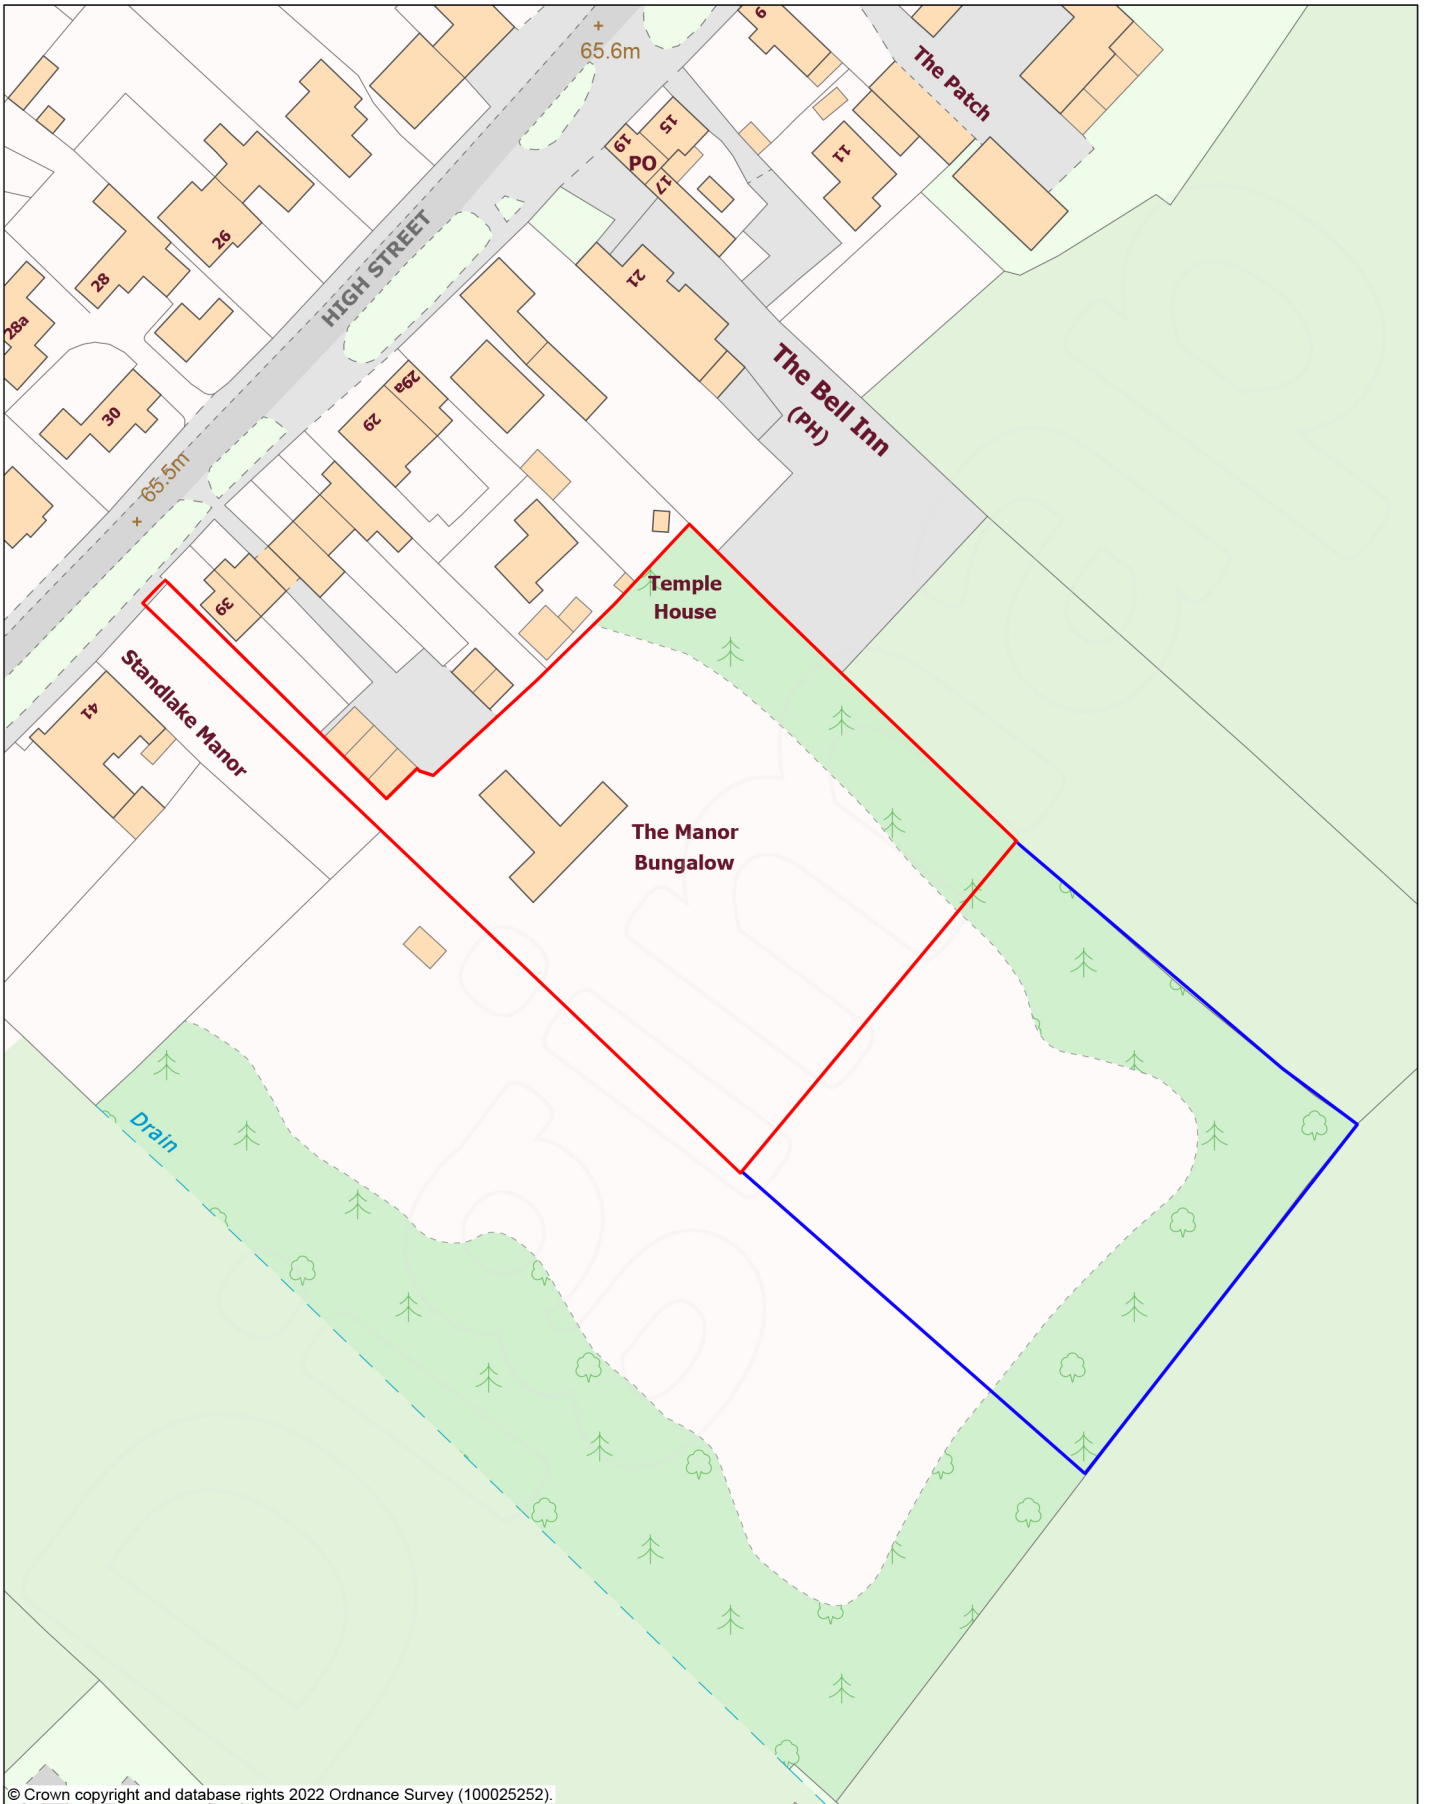 65.6m
9
The Patch
15
19
PO
17
11
26
28
HIGH STREET
21
28a
The Bell Inn
(PH)
29a
29
30
65.5m
39
Temple
House
Standlake Manor
41
The Manor
Bungalow
Drain
© Crown copyright and database rights 2022 Ordnance Survey (100025252).